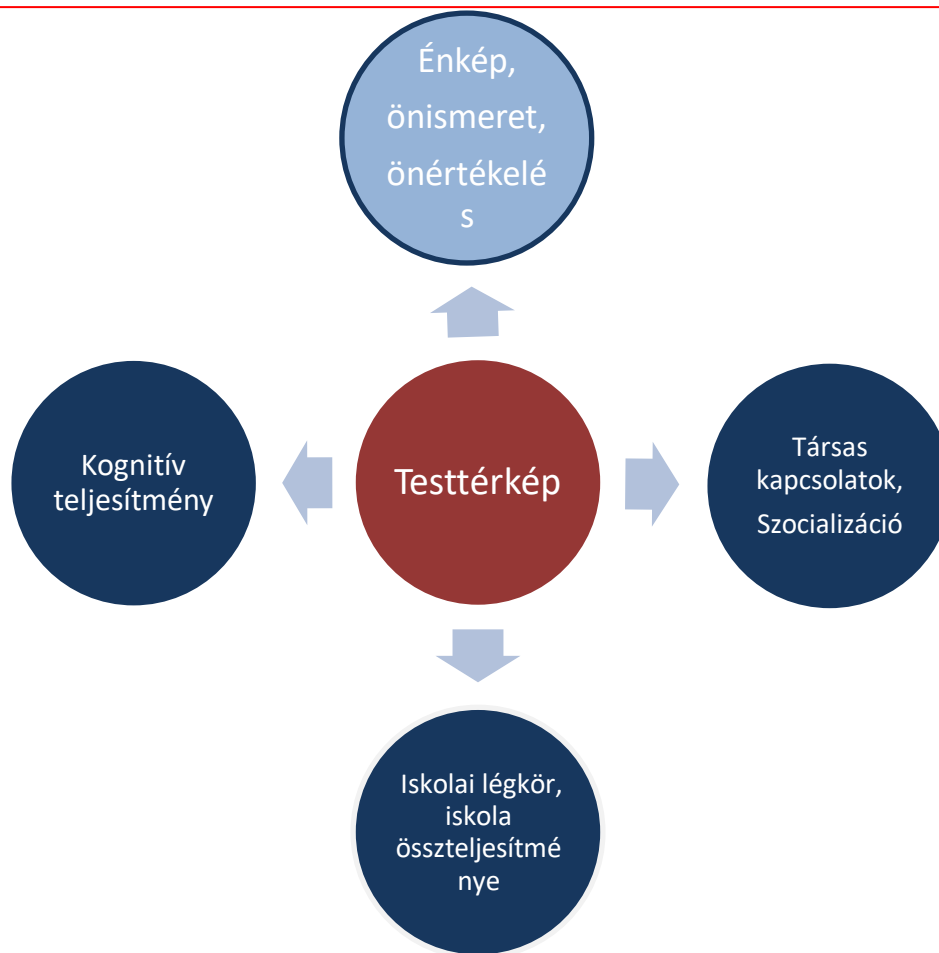 Énkép,
önismeret,
önértékelé
s
Kognitív
teljesítmény
Testtérkép
Társas
kapcsolatok,
Szocializáció
Iskolai légkör,
iskola
összteljesítmé
nye